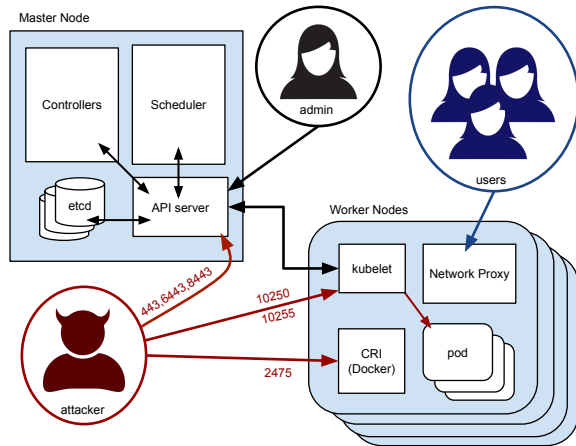 Master Node
Controllers
Scheduler
admin
users
etcd
API server
Worker Nodes
kubelet
Network Proxy
443,6443,8443
10250
10255
CRI
(Docker)
pod
2475
attacker